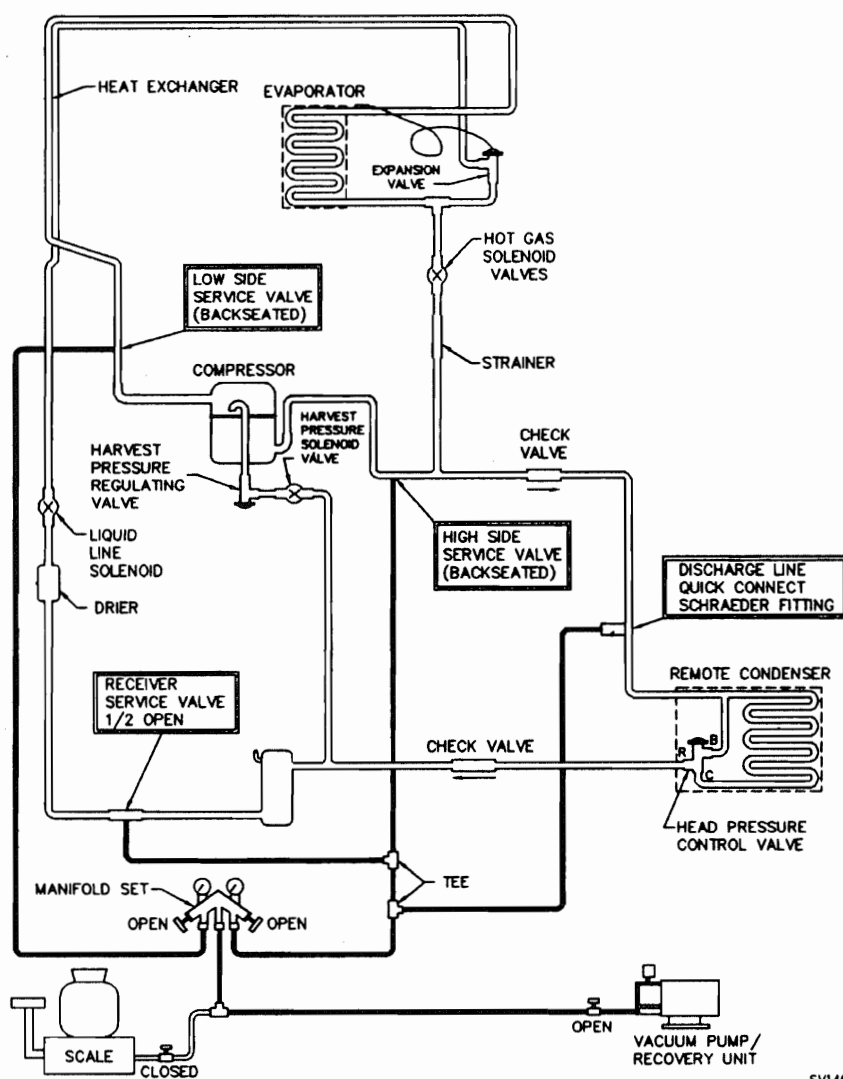 HEAT EXCHANGER
EVAPORATOR
EXPANSION
VALVE
HOT GAS
SOLENOID
VALVES
LOW SIDE
SERVICE VALVE
(BACKSEATED)
STRAINER
COMPRESSOR
HARVEST
PRESSURE
SOLENOID
VALVE
CHECK
VALVE
HARVEST
PRESSURE
REGULATING
VALVE
LIQUID
LINE
SOLENOID
HIGH SIDE
SERVICE VALVE
(BACKSEATED)
DISCHARGE LINE
QUICK CONNECT
SCHRAEDER FITTING
DRIER
RECEIVER
SERVICE VALVE
1/2 OPEN
REMOTE CONDENSER
CHECK VALVE
R
B
C
HEAD PRESSURE
CONTROL VALVE
MANIFOLD SET
TEE
OPEN
OPEN
SCALE
CLOSED
OPEN
VACUUM PUMP/
RECOVERY UNIT